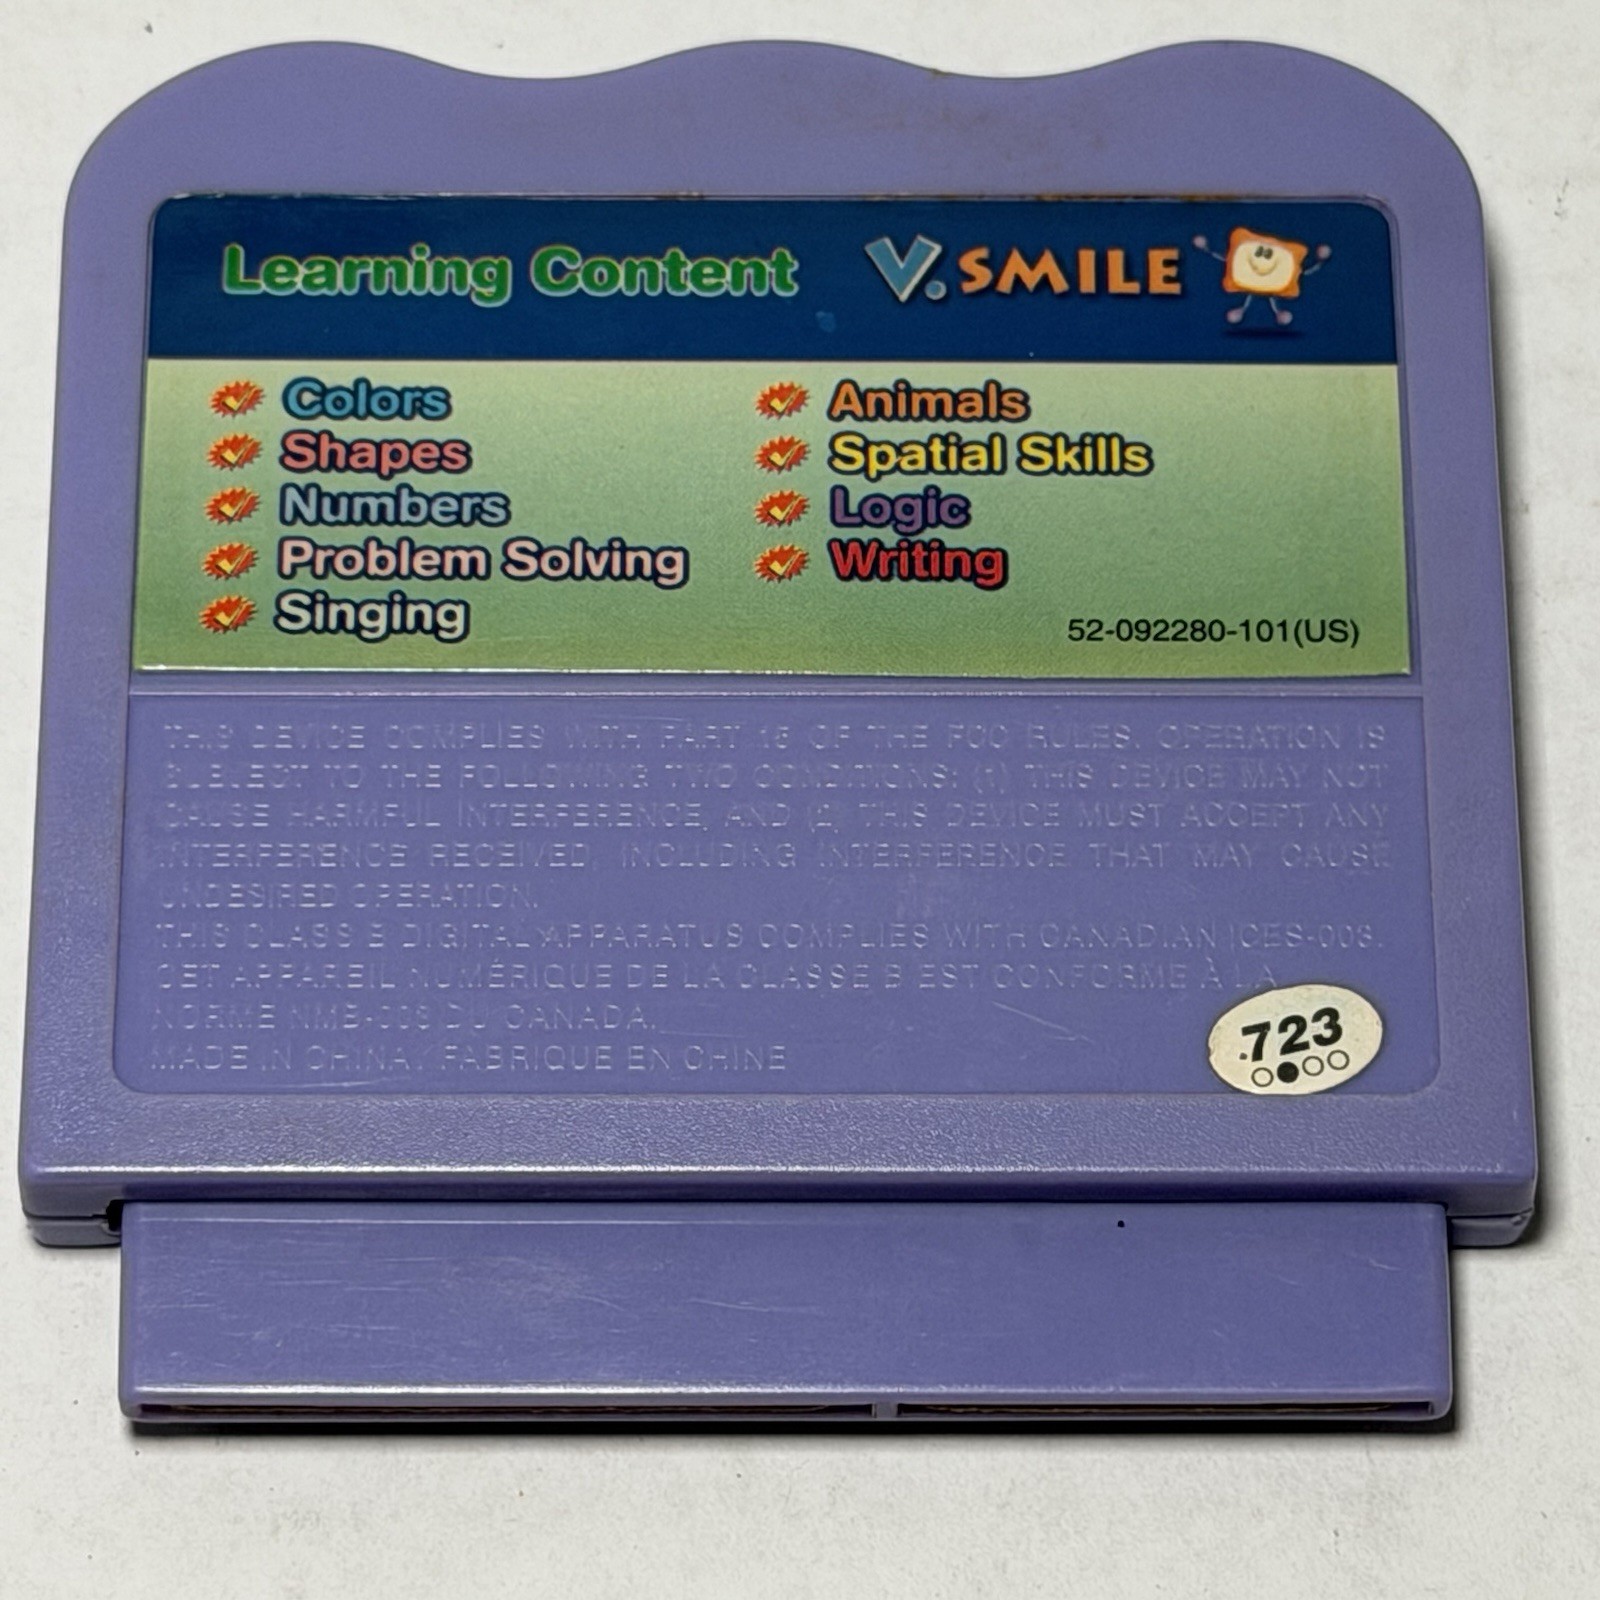 Learning Content
V.SMILE
Colors
Shapes
Numbers
Problem Solving
Singing
Animals
Spatial Skills
Logic
Writing
52-092280-101(US)
THIS DEVICE COMPLIES WITH PART 15 OF THE FCC RULES. OPERATION IS
SUBJECT TO THE FOLLOWING TWO CONDITIONS: (1) THIS DEVICE MAY NOT
CAUSE HARMFUL INTERFERENCE, AND (2) THIS DEVICE MUST ACCEPT ANY
INTERFERENCE RECEIVED, INCLUDING INTERFERENCE THAT MAY CAUSE
UNDESIRED OPERATION.
THIS CLASS B DIGITAL APPARATUS COMPLIES WITH CANADIAN ICES-003.
CET APPAREIL NUMÉRIQUE DE LA CLASSE B EST CONFORME À LA
NORME NMB-003 DU CANADA.
MADE IN CHINA / FABRIQUE EN CHINE
.723